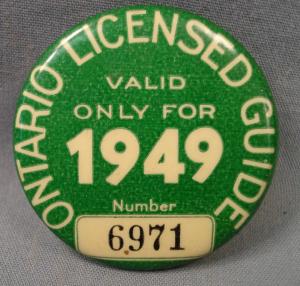 ONTARIO LICENSED GUIDE
VALID
ONLY FOR
1949
Number
6971